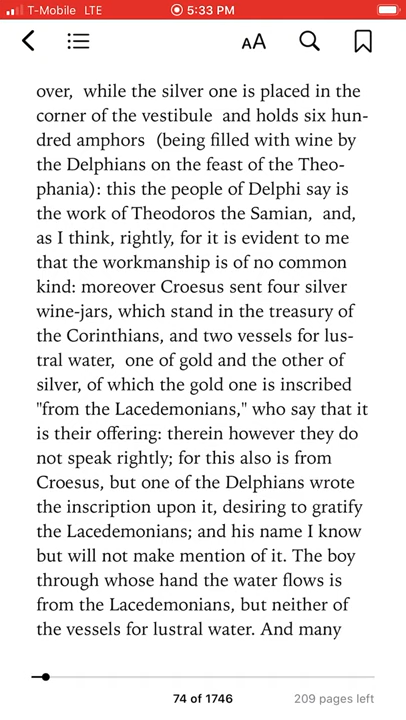 T-Mobile LTE 5:33 PM
AA
over, while the silver one is placed in the
corner of the vestibule and holds six hun-
dred amphors (being filled with wine by
the Delphians on the feast of the Theo-
phania): this the people of Delphi say is
the work of Theodoros the Samian, and,
as I think, rightly, for it is evident to me
that the workmanship is of no common
kind: moreover Croesus sent four silver
wine-jars, which stand in the treasury of
the Corinthians, and two vessels for lus-
tral water, one of gold and the other of
silver, of which the gold one is inscribed
"from the Lacedemonians," who say that it
is their offering: therein however they do
not speak rightly; for this also is from
Croesus, but one of the Delphians wrote
the inscription upon it, desiring to gratify
the Lacedemonians; and his name I know
but will not make mention of it. The boy
through whose hand the water flows is
from the Lacedemonians, but neither of
the vessels for lustral water. And many
74 of 1746 209 pages left